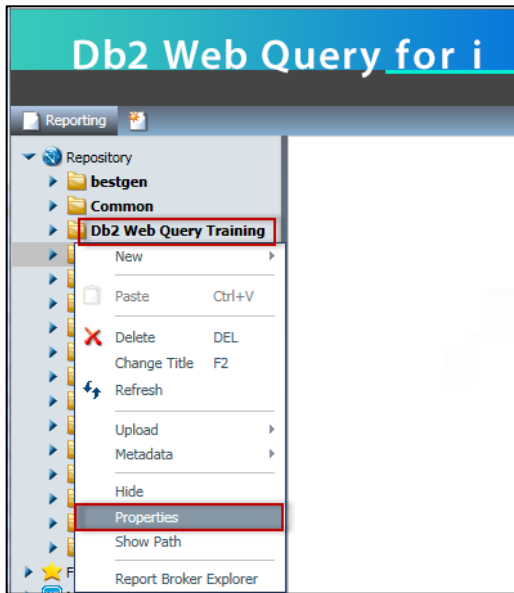 Db2 Web Query for i
Reporting
Repository
bestgen
Common
Db2 Web Query Training
New
Paste Ctrl+V
Delete DEL
Change Title F2
Refresh
Upload
Metadata
Hide
Properties
Show Path
F
Report Broker Explorer